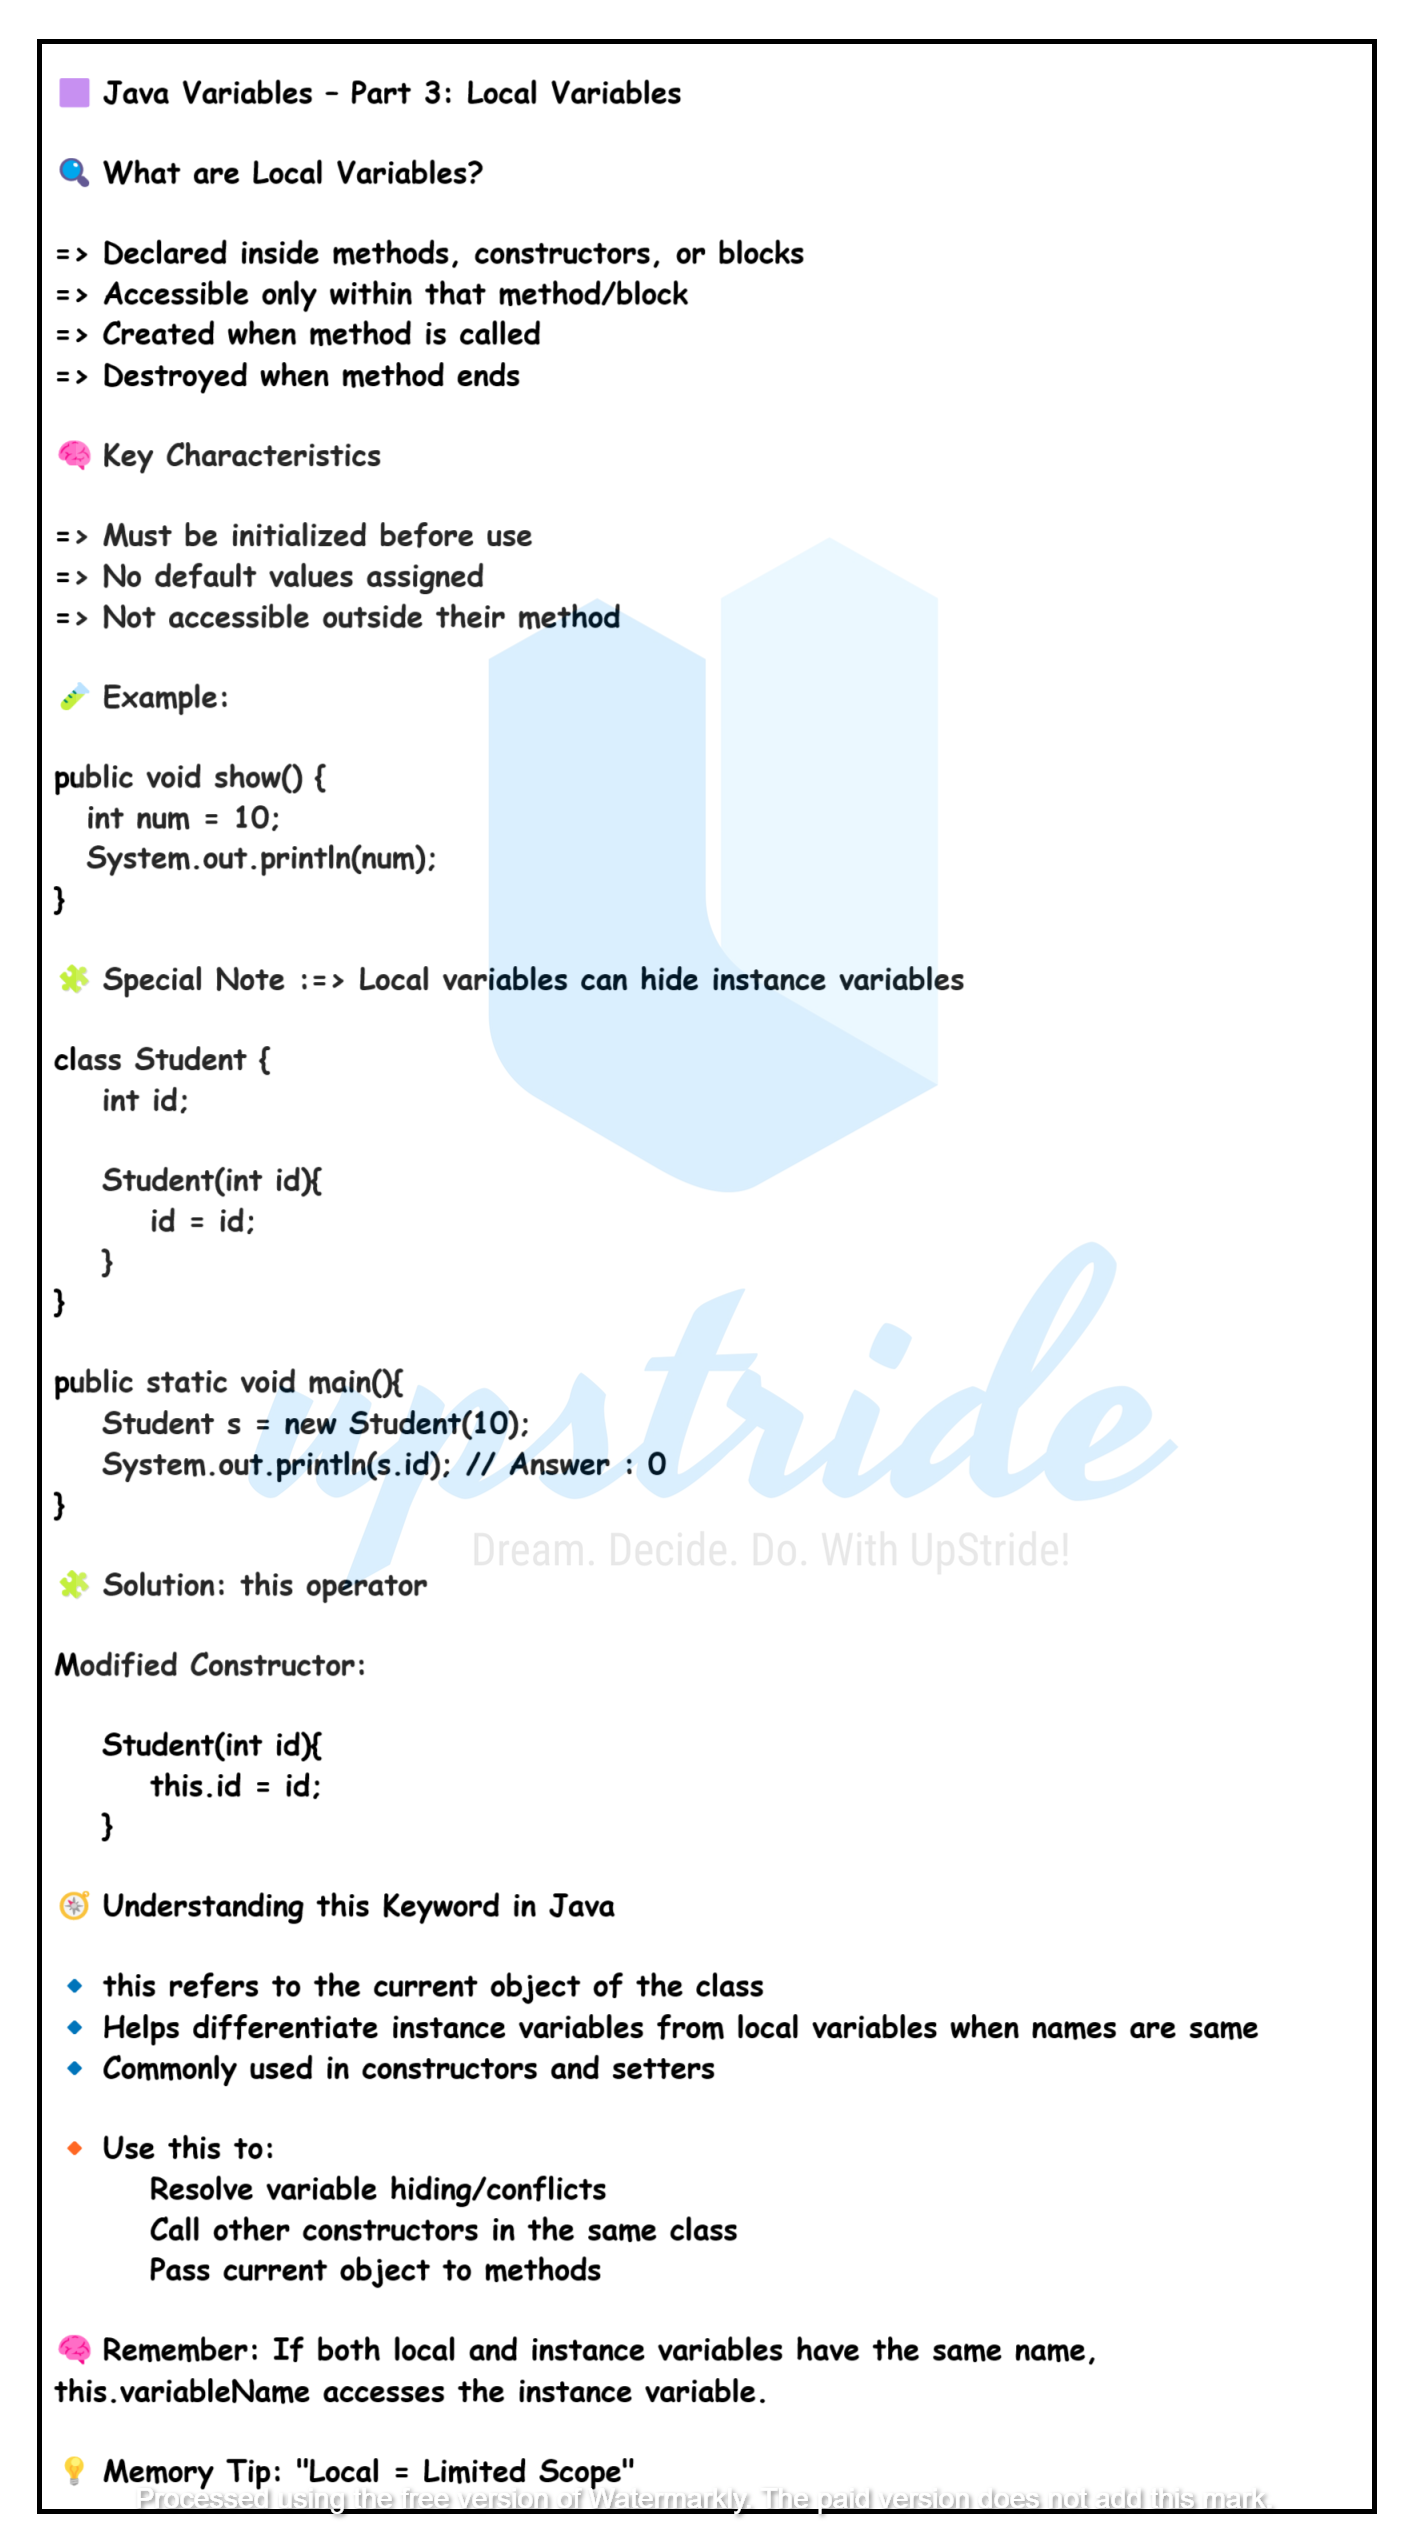 Java Variables – Part 3: Local Variables
What are Local Variables?
=> Declared inside methods, constructors, or blocks
=> Accessible only within that method/block
=> Created when method is called
=> Destroyed when method ends
Key Characteristics
=> Must be initialized before use
=> No default values assigned
=> Not accessible outside their method
Example:
public void show() {
int num = 10;
System.out.println(num);
}
Special Note :=> Local variables can hide instance variables
class Student {
int id;
Student(int id){
id = id;
}
}
public static void main(){
Student s = new Student(10);
System.out.println(s.id); // Answer : 0
}
upstride
Dream. Decide. Do. With UpStride!
Solution: this operator
Modified Constructor:
Student(int id){
this.id = id;
}
Understanding this Keyword in Java
this refers to the current object of the class
Helps differentiate instance variables from local variables when names are same
Commonly used in constructors and setters
Use this to:
Resolve variable hiding/conflicts
Call other constructors in the same class
Pass current object to methods
Remember: If both local and instance variables have the same name,
this.variableName accesses the instance variable.
Memory Tip: "Local = Limited Scope"
Processed using the free version of Watermarkly. The paid version does not add this mark.